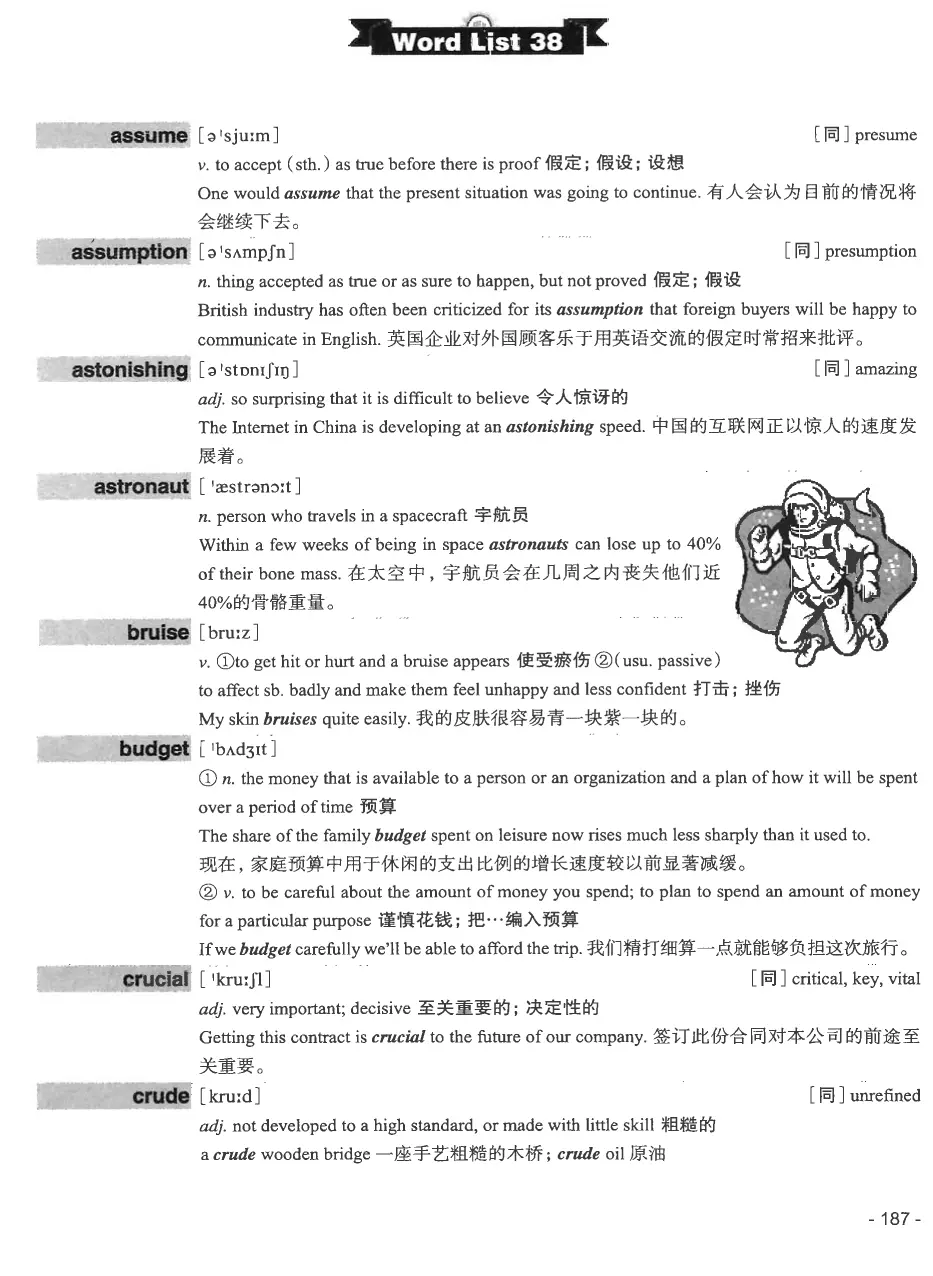 Word List 38
assume [ə'sjuːm] [同] presume
v. to accept (sth.) as true before there is proof 假定；假设；设想
One would assume that the present situation was going to continue. 有人会认为目前的情况将
会继续下去。
assumption [ə'sʌmpʃn] [同] presumption
n. thing accepted as true or as sure to happen, but not proved 假定；假设
British industry has often been criticized for its assumption that foreign buyers will be happy to
communicate in English. 英国企业对外国顾客乐于用英语交流的假定时常招来批评。
astonishing [ə'stɒnɪʃɪŋ] [同] amazing
adj. so surprising that it is difficult to believe 令人惊讶的
The Internet in China is developing at an astonishing speed. 中国的互联网正以惊人的速度发
展着。
astronaut ['æstrənɔːt]
n. person who travels in a spacecraft 宇航员
Within a few weeks of being in space astronauts can lose up to 40%
of their bone mass. 在太空中，宇航员会在几周之内丧失他们近
40%的骨骼重量。
bruise [bruːz]
v. ①to get hit or hurt and a bruise appears 使受瘀伤 ②(usu. passive)
to affect sb. badly and make them feel unhappy and less confident 打击；挫伤
My skin bruises quite easily. 我的皮肤很容易青一块紫一块的。
budget ['bʌdʒɪt]
① n. the money that is available to a person or an organization and a plan of how it will be spent
over a period of time 预算
The share of the family budget spent on leisure now rises much less sharply than it used to.
现在，家庭预算中用于休闲的支出比例的增长速度较以前显著减缓。
② v. to be careful about the amount of money you spend; to plan to spend an amount of money
for a particular purpose 谨慎花钱；把…编入预算
If we budget carefully we'll be able to afford the trip. 我们精打细算一点就能够负担这次旅行。
crucial ['kruːʃl] [同] critical, key, vital
adj. very important; decisive 至关重要的；决定性的
Getting this contract is crucial to the future of our company. 签订此份合同对本公司的前途至
关重要。
crude [kruːd] [同] unrefined
adj. not developed to a high standard, or made with little skill 粗糙的
a crude wooden bridge 一座手艺粗糙的木桥；crude oil 原油
- 187 -